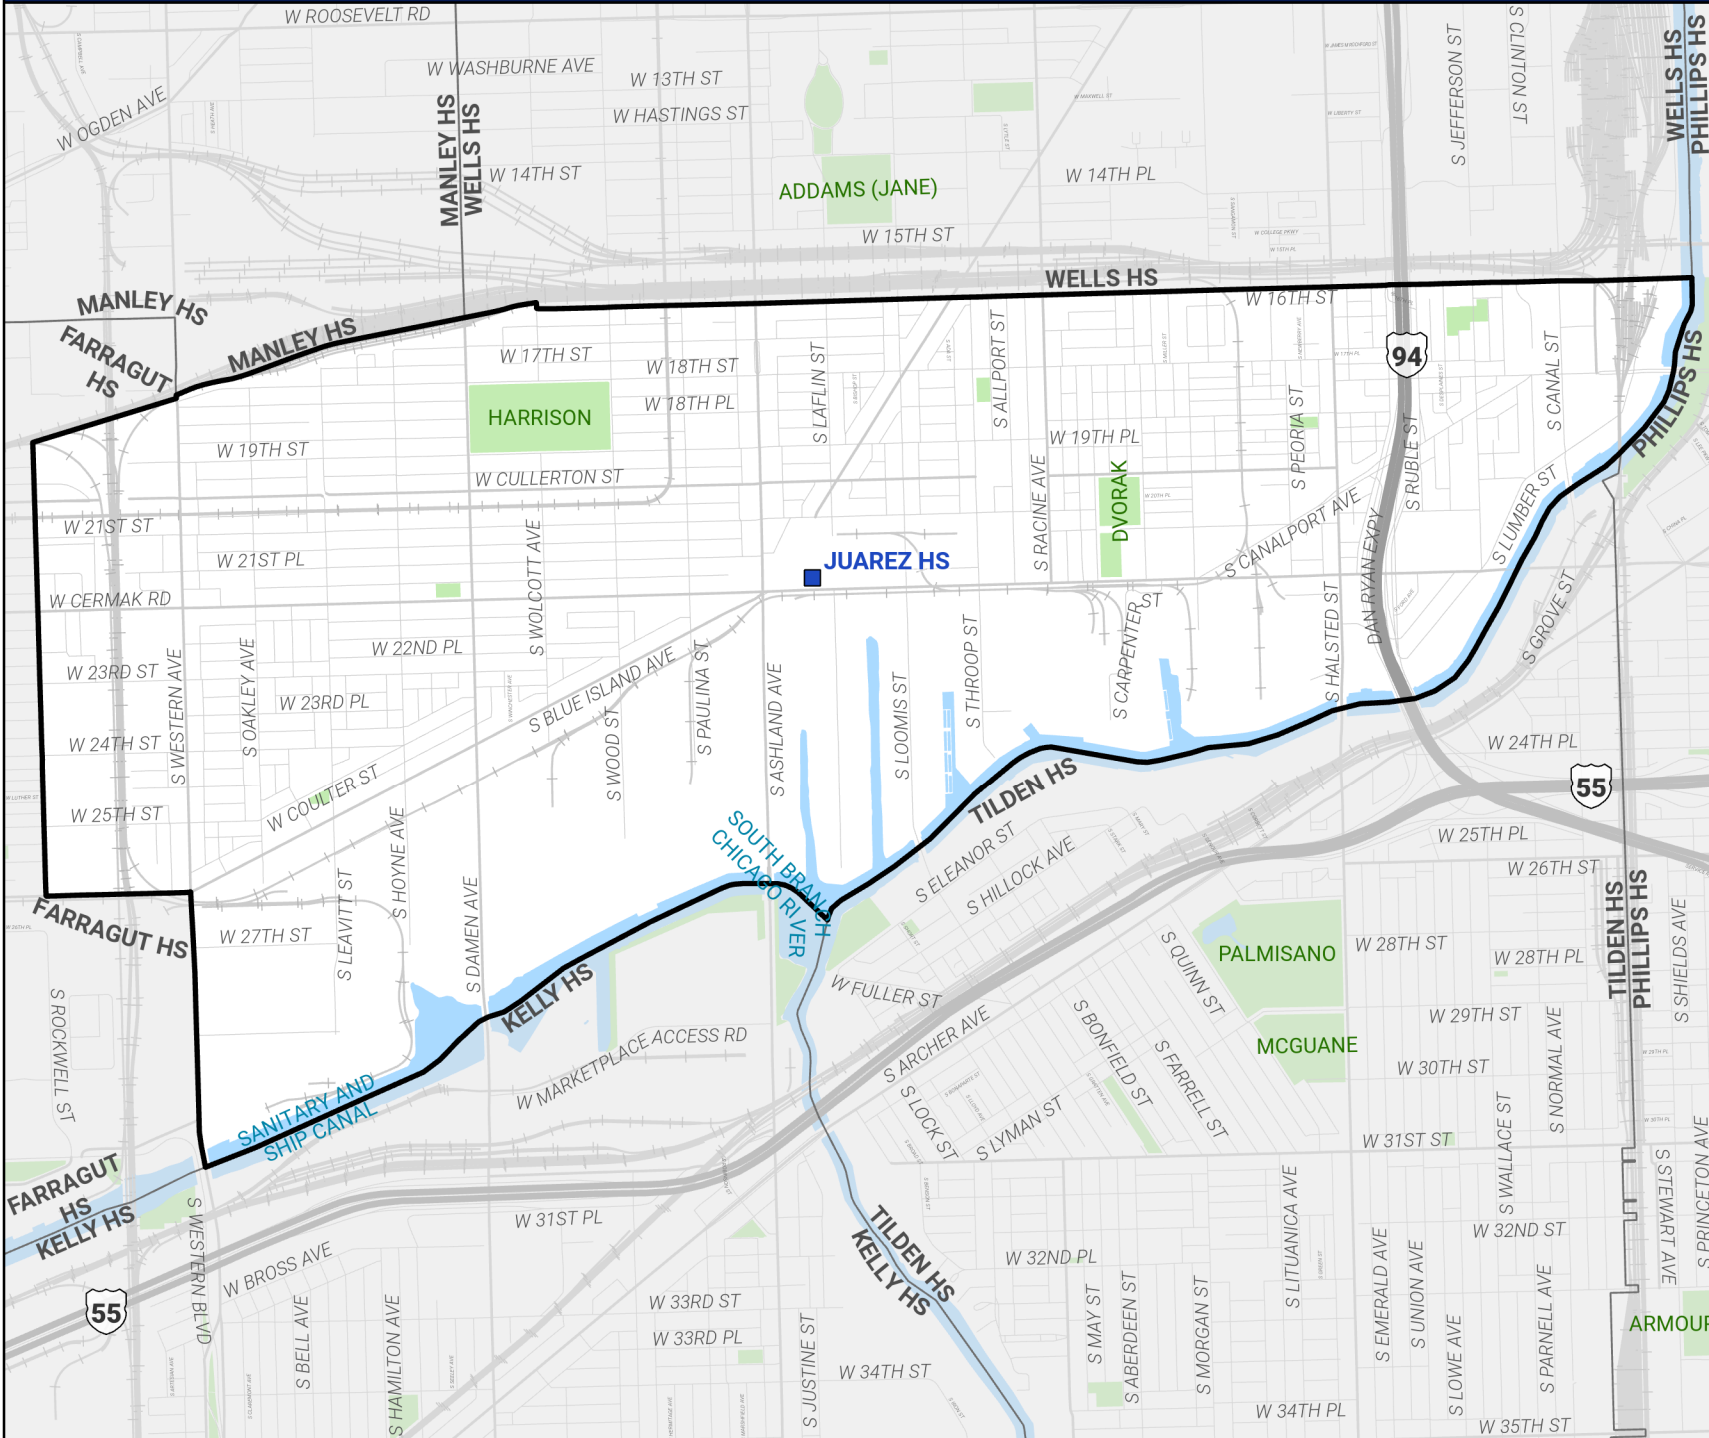 W ROOSEVELT RD
W WASHBURNE AVE
W 13TH ST
W HASTINGS ST
W OGDEN AVE
MANLEY HS
WELLS HS
W 14TH ST
ADDAMS (JANE)
W 14TH PL
W MAXWELL ST
W LIBERTY ST
S JEFFERSON ST
S CLINTON ST
WELLS HS
PHILLIPS HS
W 15TH ST
W COLLEGE PKWY
W 15TH PL
WELLS HS
W 16TH ST
MANLEY HS
FARRAGUT
HS
MANLEY HS
W 17TH ST
W 18TH ST
W 18TH PL
HARRISON
S LAFLIN ST
S ALLPORT ST
W 17TH PL
94
S CANAL ST
PHILLIPS HS
W 19TH ST
W CULLERTON ST
W 19TH PL
S PEORIA ST
S RUBLE ST
W 21ST ST
W 21ST PL
S WOLCOTT AVE
S RACINE AVE
DVORAK
W 20TH PL
S CANALPORT AVE
S LUMBER ST
DAN RYAN EXPY
JUAREZ HS
W CERMAK RD
W 22ND PL
S CARPENTER ST
S HALSTED ST
S GROVE ST
W 23RD ST
S WESTERN AVE
S OAKLEY AVE
W 23RD PL
S BLUE ISLAND AVE
S PAULINA ST
S WOOD ST
S ASHLAND AVE
S LOOMIS ST
S THROOP ST
W 24TH ST
W 24TH PL
W 25TH ST
W COULTER ST
S HOYNE AVE
TILDEN HS
55
W 25TH PL
W 26TH ST
S ELEANOR ST
S HILLOCK AVE
SOUTH BRANCH
CHICAGO RIVER
FARRAGUT HS
W 27TH ST
S LEAVITT ST
S DAMEN AVE
KELLY HS
W FULLER ST
S QUINN ST
PALMISANO
W 28TH ST
W 28TH PL
TILDEN HS
PHILLIPS HS
S SHIELDS AVE
S ROCKWELL ST
W MARKETPLACE ACCESS RD
S ARCHER AVE
S BONFIELD ST
S FARRELL ST
MCGUANE
W 29TH ST
W 30TH ST
S NORMAL AVE
SANITARY AND
SHIP CANAL
S LOCK ST
S LYMAN ST
W 31ST ST
S WALLACE ST
S STEWART AVE
S PRINCETON AVE
FARRAGUT
HS
KELLY HS
S WESTERN BLVD
W 31ST PL
W BROSS AVE
TILDEN HS
KELLY HS
W 32ND PL
S LITUANICA AVE
W 32ND ST
55
S BELL AVE
S HAMILTON AVE
W 33RD ST
W 33RD PL
S JUSTINE ST
W 34TH ST
S MAY ST
S ABERDEEN ST
S MORGAN ST
S EMERALD AVE
S UNION AVE
S LOWE AVE
S PARNELL AVE
ARMOUR
W 34TH PL
W 35TH ST